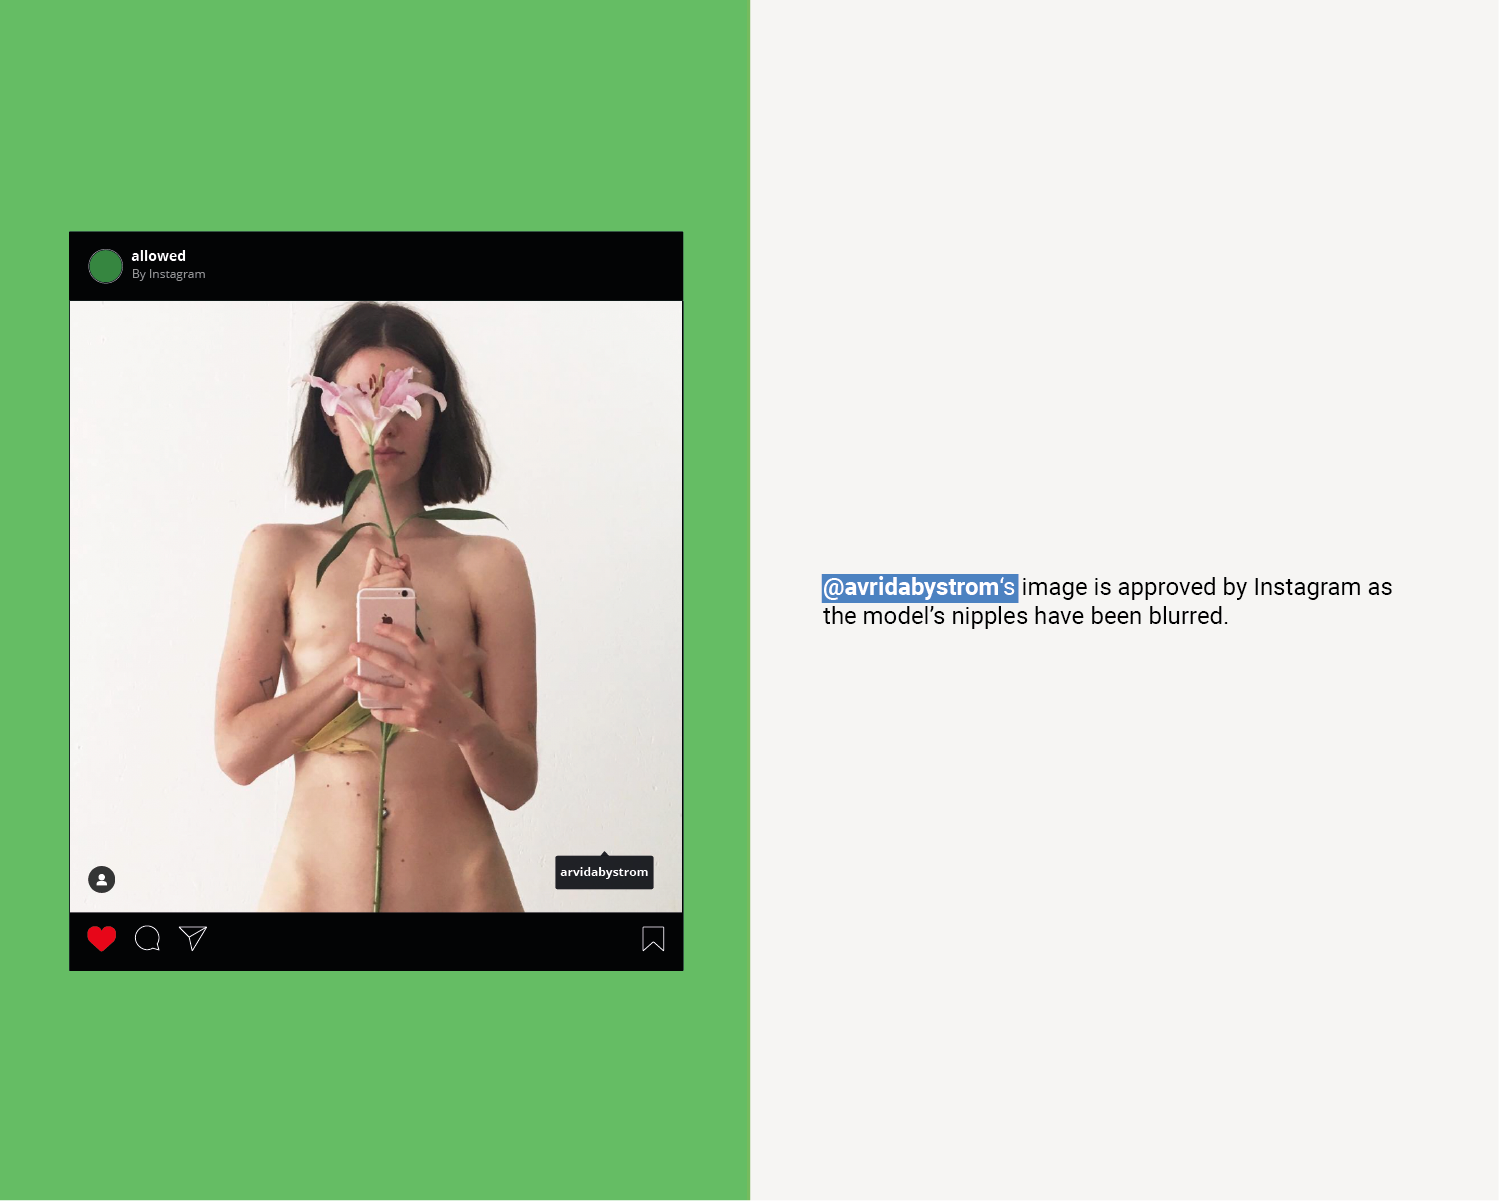 allowed
By Instagram
arvidabystrom
@avridabystrom‘s image is approved by Instagram as
the model’s nipples have been blurred.